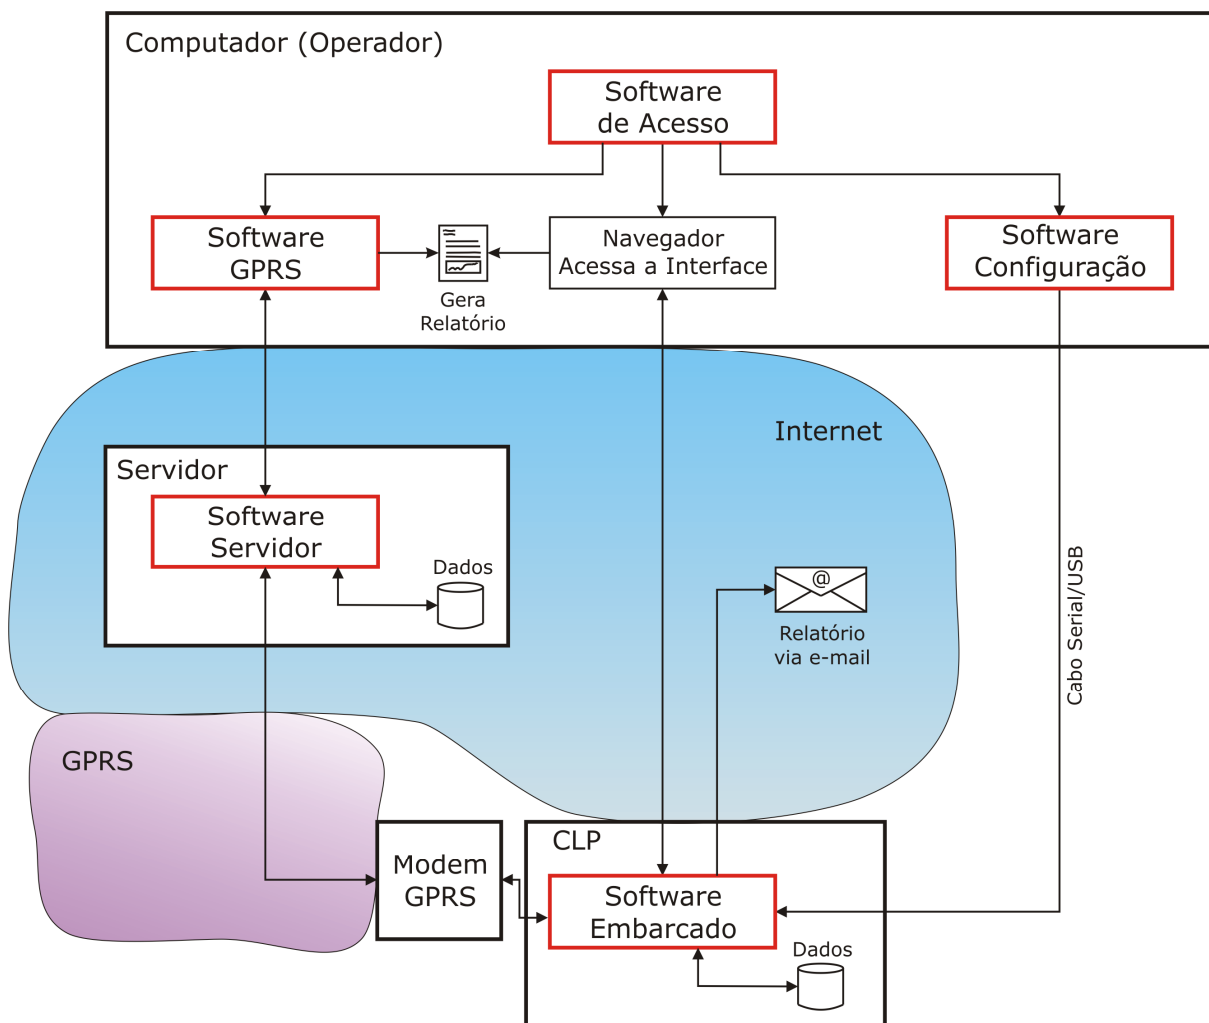 Computador (Operador)
Software
de Acesso
Software
GPRS
Gera
Relatório
Navegador
Acessa a Interface
Software
Configuração
Internet
Servidor
Software
Servidor
Dados
@
Relatório
via e-mail
Cabo Serial/USB
GPRS
Modem
GPRS
CLP
Software
Embarcado
Dados